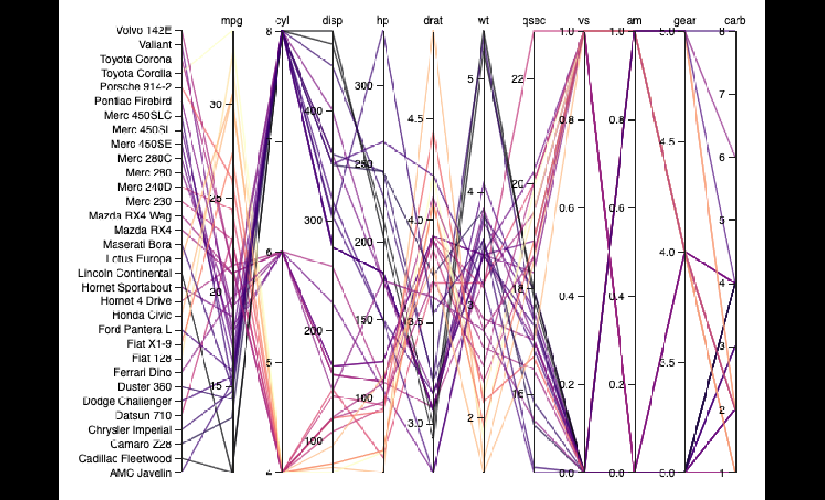 mpg cyl disp hp drat wt qsec vs am gear carb
Volvo 142E
Valiant
Toyota Corona
Toyota Corolla
Porsche 914-2
Pontiac Firebird
Merc 450SLC
Merc 450SL
Merc 450SE
Merc 280C
Merc 280
Merc 240D
Merc 230
Mazda RX4 Wag
Mazda RX4
Maserati Bora
Lotus Europa
Lincoln Continental
Hornet Sportabout
Hornet 4 Drive
Honda Civic
Ford Pantera L
Fiat X1-9
Fiat 128
Ferrari Dino
Duster 360
Dodge Challenger
Datsun 710
Chrysler Imperial
Camaro Z28
Cadillac Fleetwood
AMC Javelin
30
25
20
15
8
7
6
5
4
400
300
200
100
300
250
200
150
100
4.5
4.0
3.5
3.0
5
4
3
2
22
20
18
16
1.0
0.8
0.6
0.4
0.2
0.0
1.0
0.8
0.6
0.4
0.2
0.0
5.0
4.5
4.0
3.5
3.0
8
7
6
5
4
3
2
1